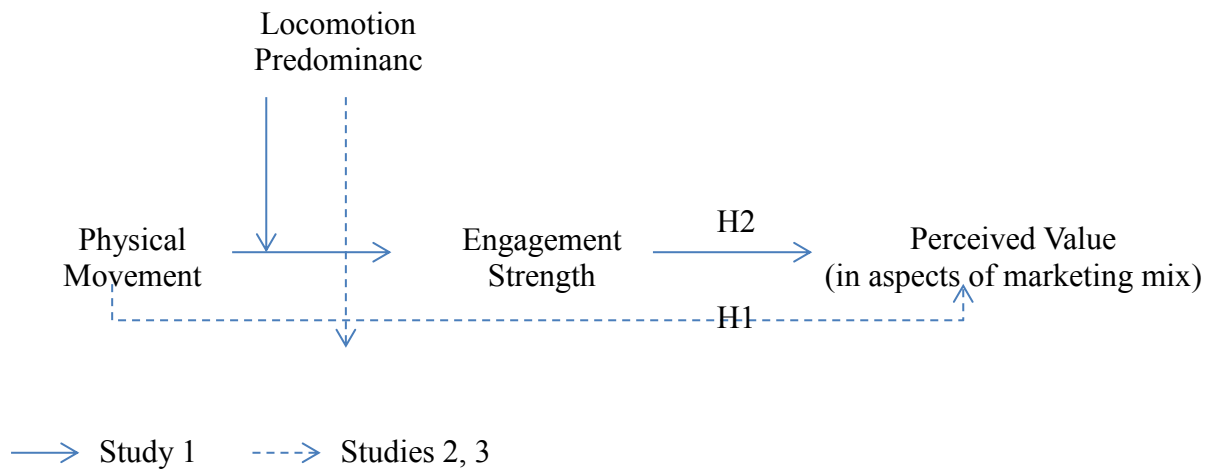 Locomotion
Predominanc
Physical
Movement
Engagement
Strength
H2
Perceived Value
(in aspects of marketing mix)
H1
Study 1
Studies 2, 3